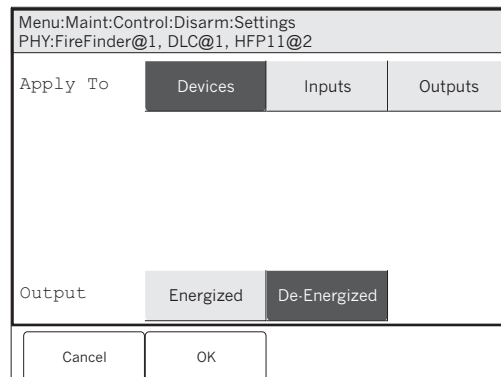 Menu:Maint:Control:Disarm:Settings
PHY:FireFinder@1, DLC@1, HFP11@2
Apply To Devices Inputs Outputs
Output Energized De-Energized
Cancel OK